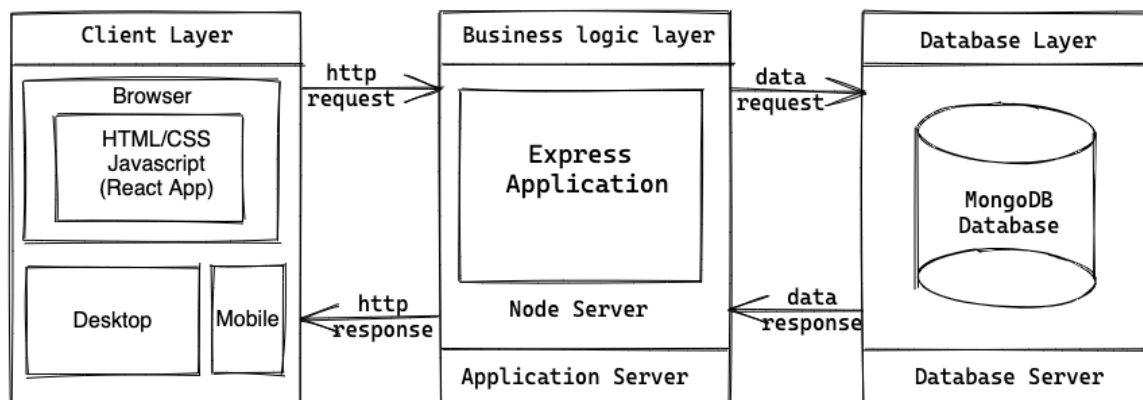 Client Layer
Browser
HTML/CSS
Javascript
(React App)
Desktop
Mobile
http
request
http
response
Business logic layer
Express
Application
Node Server
Application Server
data
request
data
response
Database Layer
MongoDB
Database
Database Server